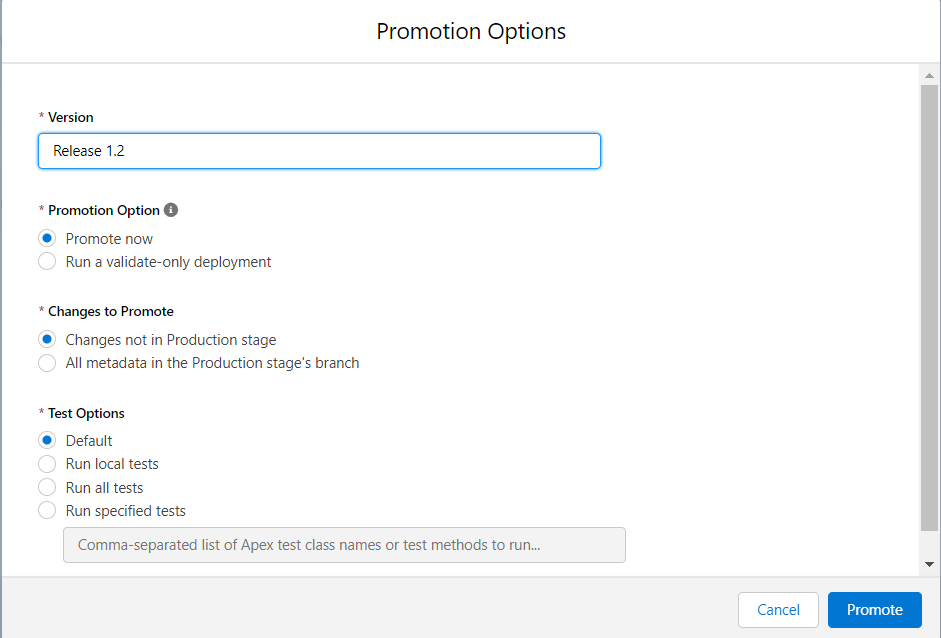 Promotion Options
* Version
Release 1.2
* Promotion Option
Promote now
Run a validate-only deployment
* Changes to Promote
Changes not in Production stage
All metadata in the Production stage's branch
* Test Options
Default
Run local tests
Run all tests
Run specified tests
Comma-separated list of Apex test class names or test methods to run...
Cancel Promote